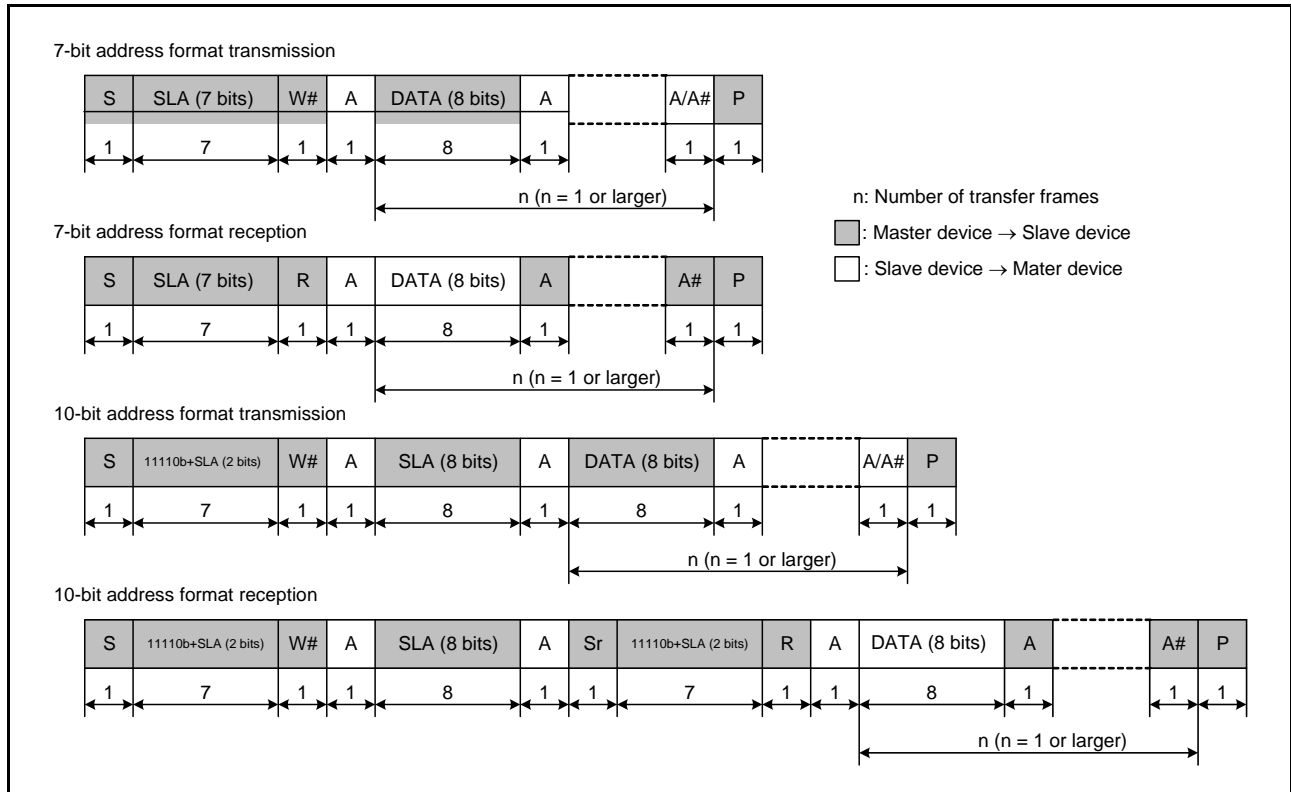 7-bit address format transmission
S SLA (7 bits) W# A DATA (8 bits) A A/A# P
1 7 1 1 8 1 1 1
n (n = 1 or larger)
n: Number of transfer frames
: Master device → Slave device
: Slave device → Mater device
7-bit address format reception
S SLA (7 bits) R A DATA (8 bits) A A# P
1 7 1 1 8 1 1 1
n (n = 1 or larger)
10-bit address format transmission
S 11110b+SLA (2 bits) W# A SLA (8 bits) A DATA (8 bits) A A/A# P
1 7 1 1 8 1 8 1 1 1
n (n = 1 or larger)
10-bit address format reception
S 11110b+SLA (2 bits) W# A SLA (8 bits) A Sr 11110b+SLA (2 bits) R A DATA (8 bits) A A# P
1 7 1 1 8 1 1 7 1 1 8 1 1 1
n (n = 1 or larger)